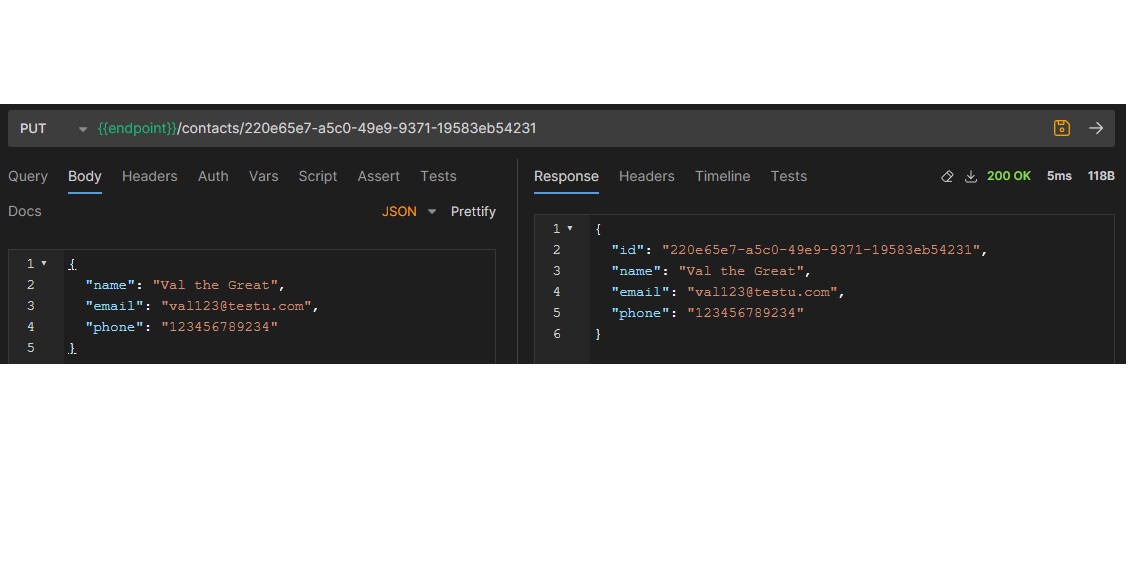 PUT {{endpoint}}/contacts/220e65e7-a5c0-49e9-9371-19583eb54231
Query Body Headers Auth Vars Script Assert Tests
Docs JSON Prettify
1 {
2 "name": "Val the Great",
3 "email": "val123@testu.com",
4 "phone": "123456789234"
5 }
Response Headers Timeline Tests 200 OK 5ms 118B
1 {
2 "id": "220e65e7-a5c0-49e9-9371-19583eb54231",
3 "name": "Val the Great",
4 "email": "val123@testu.com",
5 "phone": "123456789234"
6 }